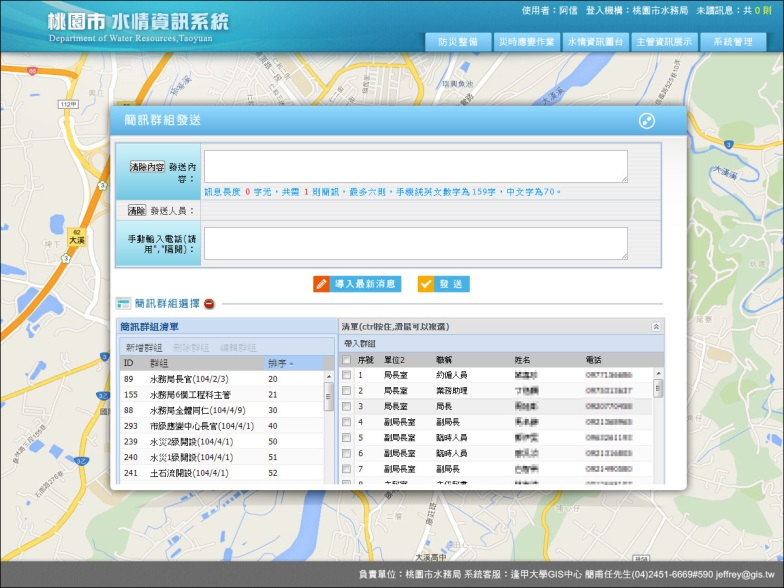 桃園市 水情資訊系統
Department of Water Resources,Taoyuan
使用者：阿信 登入機構：桃園市水務局 未讀訊息：共 0 則
防災整備 災時應變作業 水情資訊圖台 主管資訊展示 系統管理
簡訊群組發送
清除內容 發送內容：
訊息長度 0 字元，共需 1 則簡訊，最多六則。手機純英文數字為159字，中文字為70。
清除 發送人員：
手動輸入電話(請用","隔開)：
導入最新消息 發 送
簡訊群組選擇
簡訊群組清單
新增群組 刪除群組 編輯群組
ID 群組 排序
89 水務局長官(104/2/3) 20
155 水務局6個工程科主管 21
88 水務局全體同仁(104/4/9) 30
293 市級應變中心長官(104/4/1) 40
239 水災2級開設(104/4/1) 50
240 水災1級開設(104/4/1) 51
241 土石流開設(104/4/1) 52
清單(ctrl按住,滑鼠可以複選)
帶入群組
序號 單位2 職稱 姓名 電話
1 局長室 約僱人員
2 局長室 業務助理
3 局長室 局長
4 副局長室 副局長
5 副局長室 臨時人員
6 副局長室 臨時人員
7 副局長室 副局長
112甲
瑞興魚池
大漢溪
62
大溪
3
大溪高中
負責單位：桃園市水務局 系統客服：逢甲大學GIS中心 簡甫任先生(04)2451-6669#590 jeffrey@gis.tw